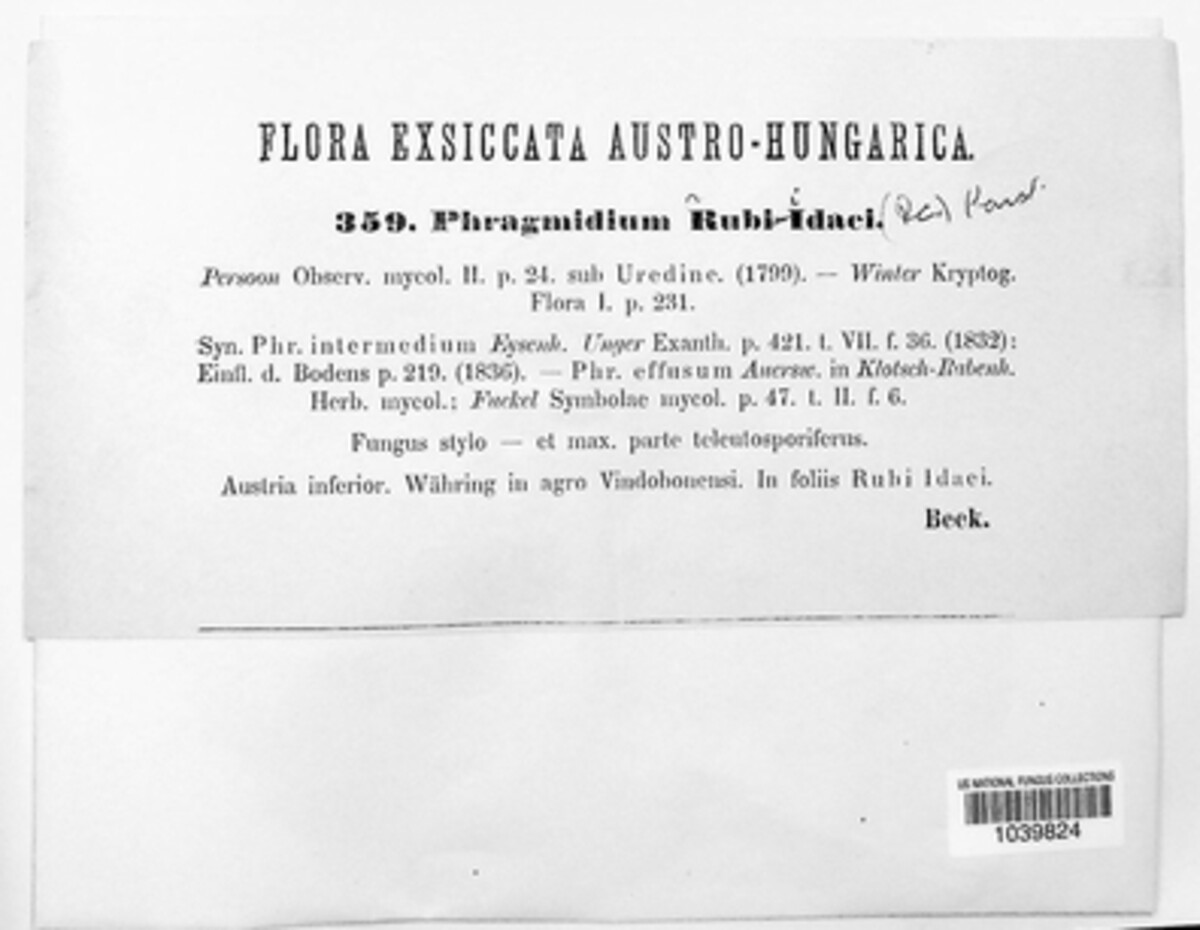 FLORA EXSICCATA AUSTRO-HUNGARICA.
359. Phragmidium Rubi-Idaei.
Persoon Observ. mycol. II. p. 24. sub Uredine. (1799). — Winter Kryptog.
Flora I. p. 231.
Syn. Phr. intermedium Eysenh. Unger Exanth. p. 421. t. VII. f. 36. (1832):
Einfl. d. Bodens p. 219. (1836). — Phr. effusum Auersw. in Klotsch-Rabenh.
Herb. mycol.; Fuckel Symbolae mycol. p. 47. t. II. f. 6.
Fungus stylo — et max. parte teleutosporiferus.
Austria inferior. Währing in agro Vindobonensi. In foliis Rubi Idaei.
Beck.
US NATIONAL FUNGUS COLLECTIONS
1039824